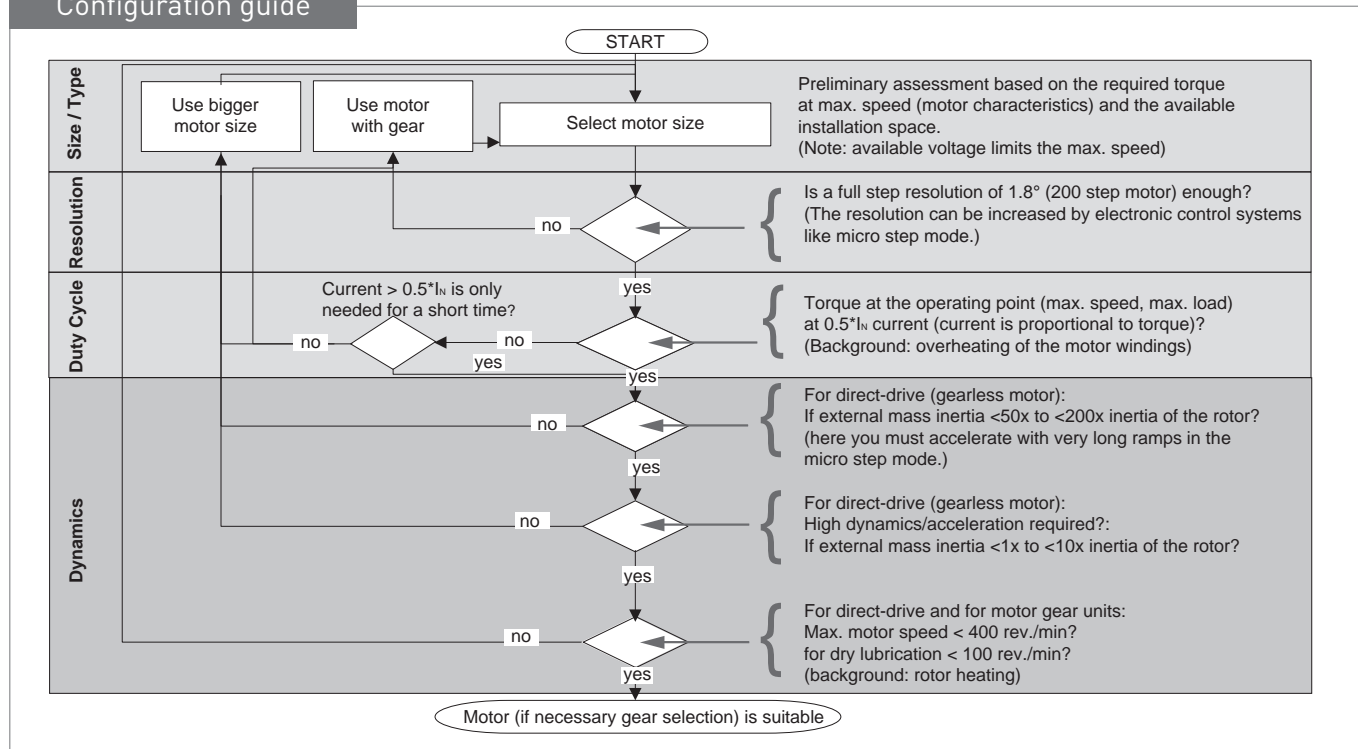 Configuration guide
START
Size / Type
Use bigger
motor size
Use motor
with gear
Select motor size
Preliminary assessment based on the required torque
at max. speed (motor characteristics) and the available
installation space.
(Note: available voltage limits the max. speed)
Resolution
no
Is a full step resolution of 1.8° (200 step motor) enough?
(The resolution can be increased by electronic control systems
like micro step mode.)
yes
Duty Cycle
Current > 0.5*IN is only
needed for a short time?
no
no
yes
Torque at the operating point (max. speed, max. load)
at 0.5*IN current (current is proportional to torque)?
(Background: overheating of the motor windings)
yes
Dynamics
no
For direct-drive (gearless motor):
If external mass inertia <50x to <200x inertia of the rotor?
(here you must accelerate with very long ramps in the
micro step mode.)
yes
no
For direct-drive (gearless motor):
High dynamics/acceleration required?:
If external mass inertia <1x to <10x inertia of the rotor?
yes
no
For direct-drive and for motor gear units:
Max. motor speed < 400 rev./min?
for dry lubrication < 100 rev./min?
(background: rotor heating)
yes
Motor (if necessary gear selection) is suitable